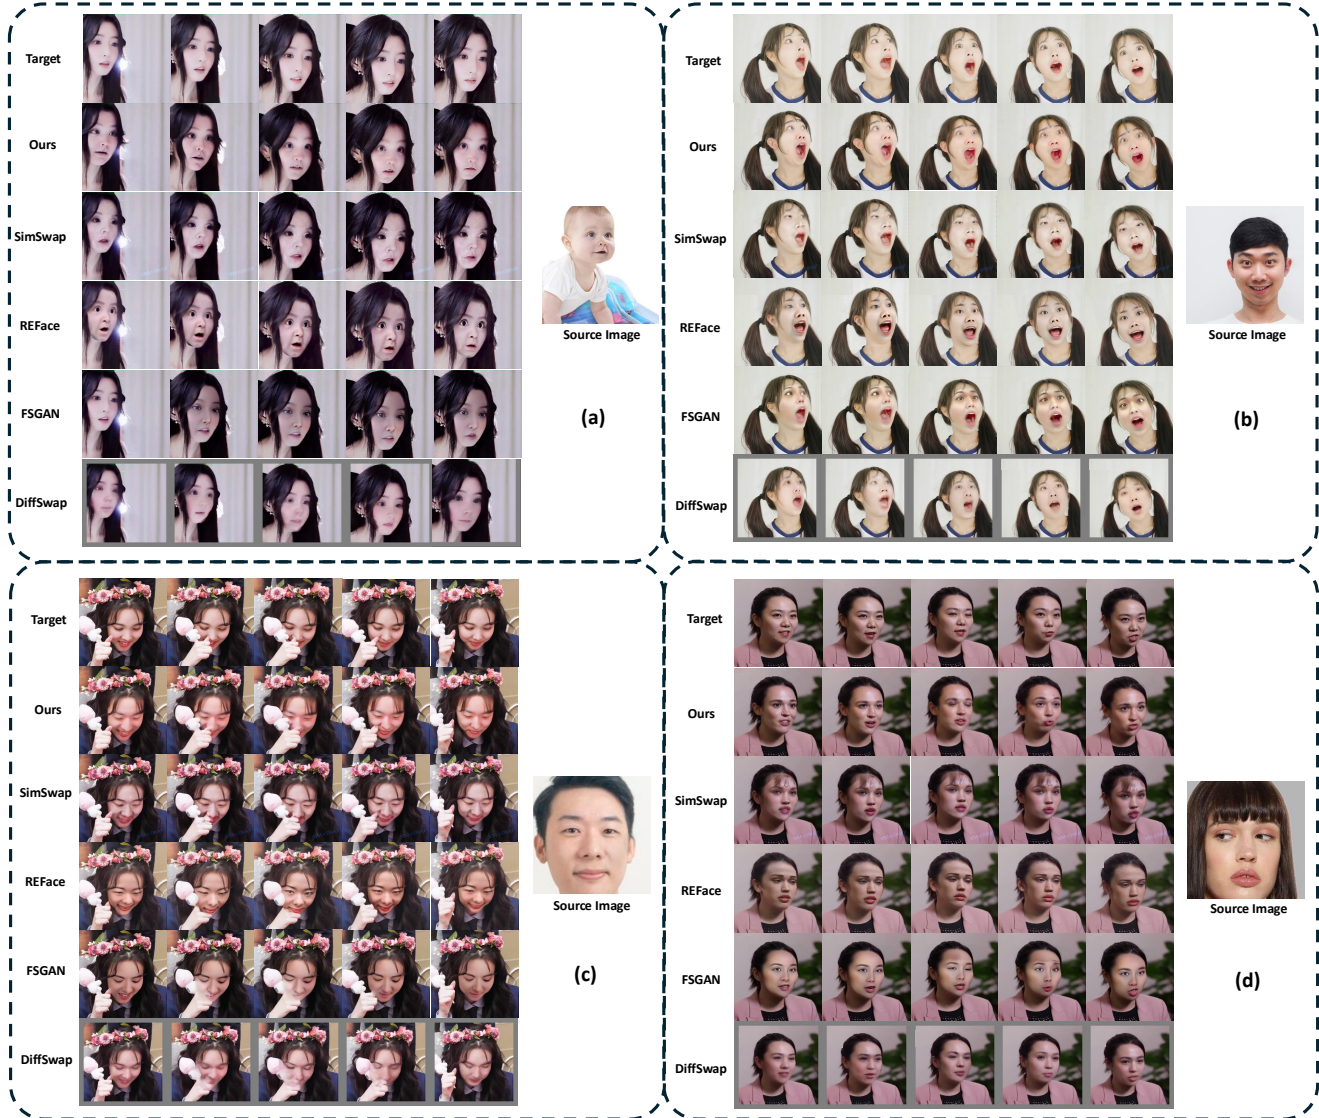 Target
Ours
SimSwap
REFace
FSGAN
DiffSwap
Source Image
(a)
Target
Ours
SimSwap
REFace
FSGAN
DiffSwap
Source Image
(b)
Target
Ours
SimSwap
REFace
FSGAN
DiffSwap
Source Image
(c)
Target
Ours
SimSwap
REFace
FSGAN
DiffSwap
Source Image
(d)